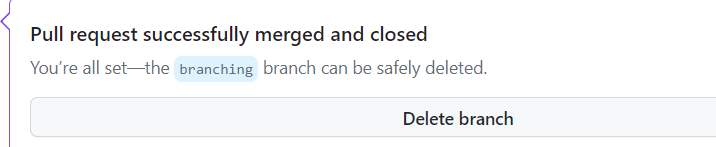 Pull request successfully merged and closed
You’re all set—the branching branch can be safely deleted.
Delete branch